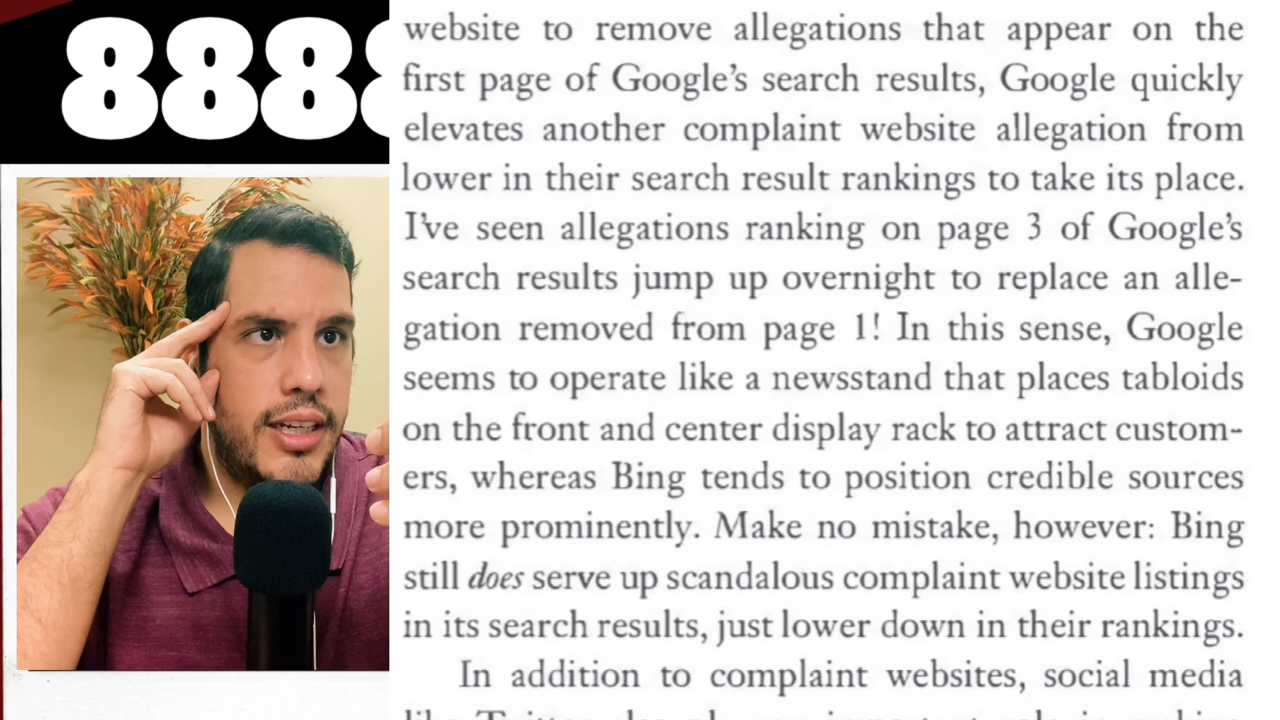 888
website to remove allegations that appear on the
first page of Google's search results, Google quickly
elevates another complaint website allegation from
lower in their search result rankings to take its place.
I've seen allegations ranking on page 3 of Google's
search results jump up overnight to replace an alle-
gation removed from page 1! In this sense, Google
seems to operate like a newsstand that places tabloids
on the front and center display rack to attract custom-
ers, whereas Bing tends to position credible sources
more prominently. Make no mistake, however: Bing
still does serve up scandalous complaint website listings
in its search results, just lower down in their rankings.
In addition to complaint websites, social media